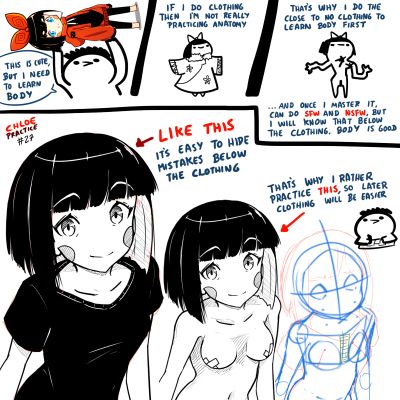 THIS IS CUTE,
BUT I NEED
TO LEARN
BODY
IF I DO CLOTHING
THEN I'M NOT REALLY
PRACTICING ANATOMY
THAT'S WHY I DO THE
CLOSE TO NO CLOTHING TO
LEARN BODY FIRST
...AND ONCE I MASTER IT,
CAN DO SFW AND NSFW, BUT
I WILL KNOW THAT BELOW
THE CLOTHING, BODY IS GOOD
CHLOE
PRACTICE
#27
LIKE THIS
IT'S EASY TO HIDE
MISTAKES BELOW
THE CLOTHING
THAT'S WHY I RATHER
PRACTICE THIS, SO LATER
CLOTHING WILL BE EASIER